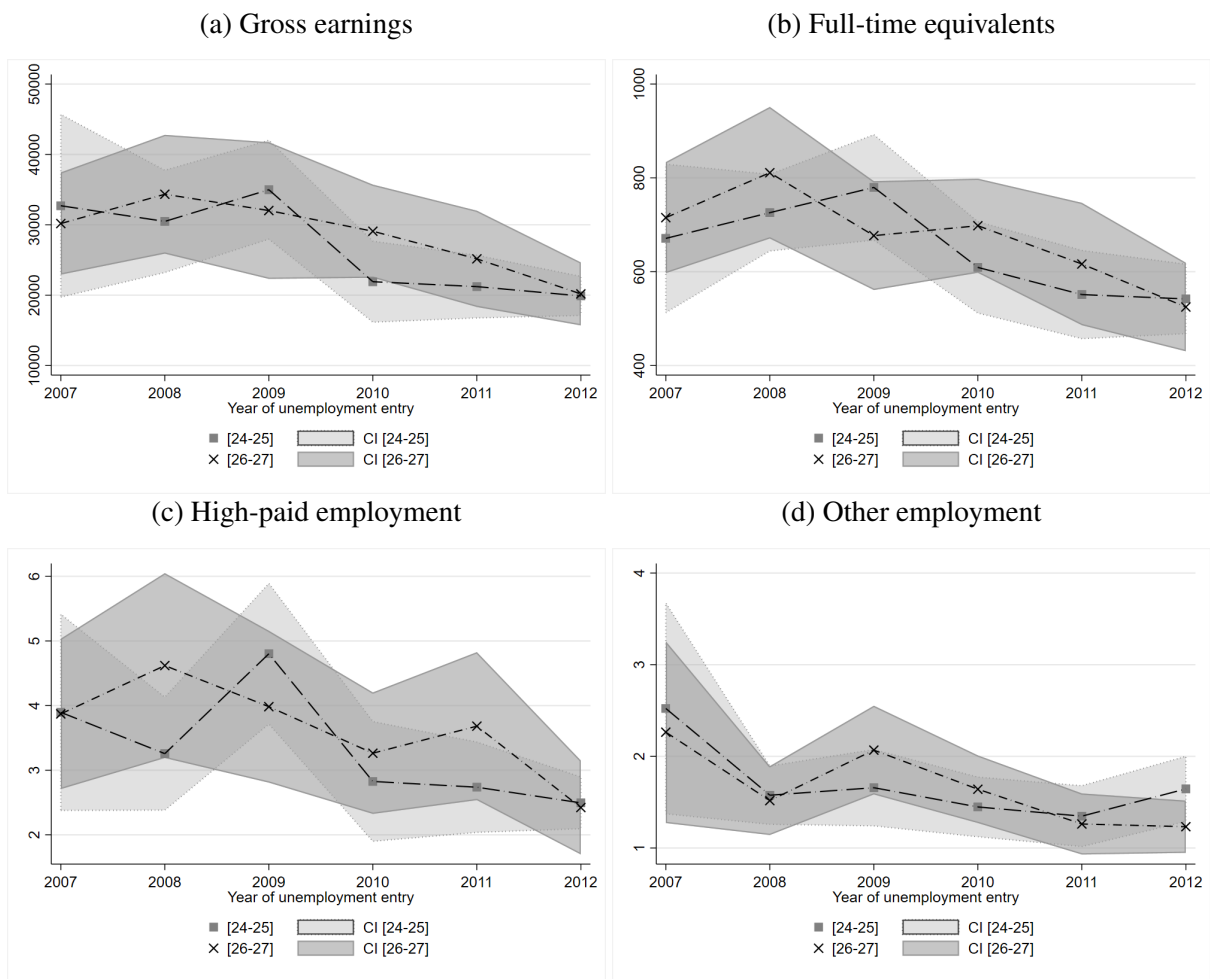 (a) Gross earnings
50000
40000
30000
20000
10000
2007 2008 2009 2010 2011 2012
Year of unemployment entry
[24-25] CI [24-25]
[26-27] CI [26-27]
(b) Full-time equivalents
1000
800
600
400
2007 2008 2009 2010 2011 2012
Year of unemployment entry
[24-25] CI [24-25]
[26-27] CI [26-27]
(c) High-paid employment
6
5
4
3
2
2007 2008 2009 2010 2011 2012
Year of unemployment entry
[24-25] CI [24-25]
[26-27] CI [26-27]
(d) Other employment
4
3
2
1
2007 2008 2009 2010 2011 2012
Year of unemployment entry
[24-25] CI [24-25]
[26-27] CI [26-27]